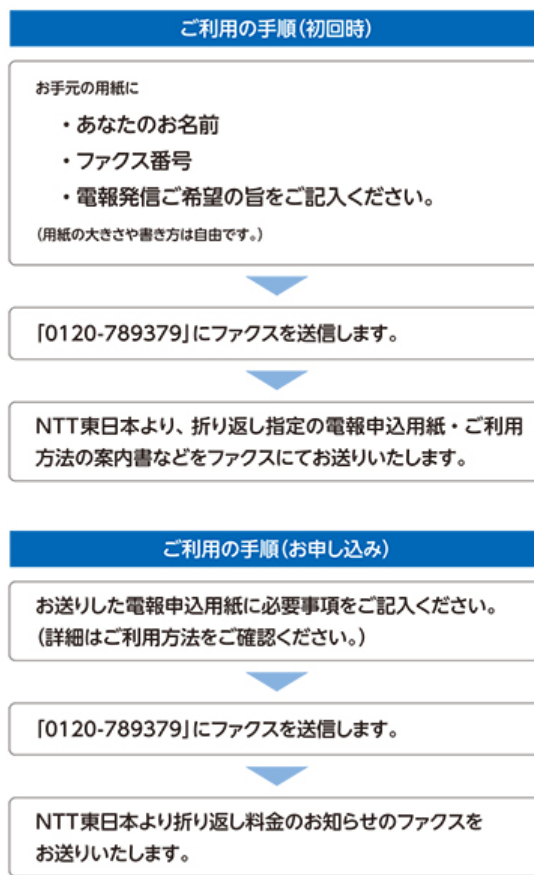 ご利用の手順(初回時)
お手元の用紙に
・あなたのお名前
・ファクス番号
・電報発信ご希望の旨をご記入ください。
(用紙の大きさや書き方は自由です。)
「0120-789379」にファクスを送信します。
NTT東日本より、折り返し指定の電報申込用紙・ご利用
方法の案内書などをファクスにてお送りいたします。
ご利用の手順(お申し込み)
お送りした電報申込用紙に必要事項をご記入ください。
(詳細はご利用方法をご確認ください。)
「0120-789379」にファクスを送信します。
NTT東日本より折り返し料金のお知らせのファクスを
お送りいたします。